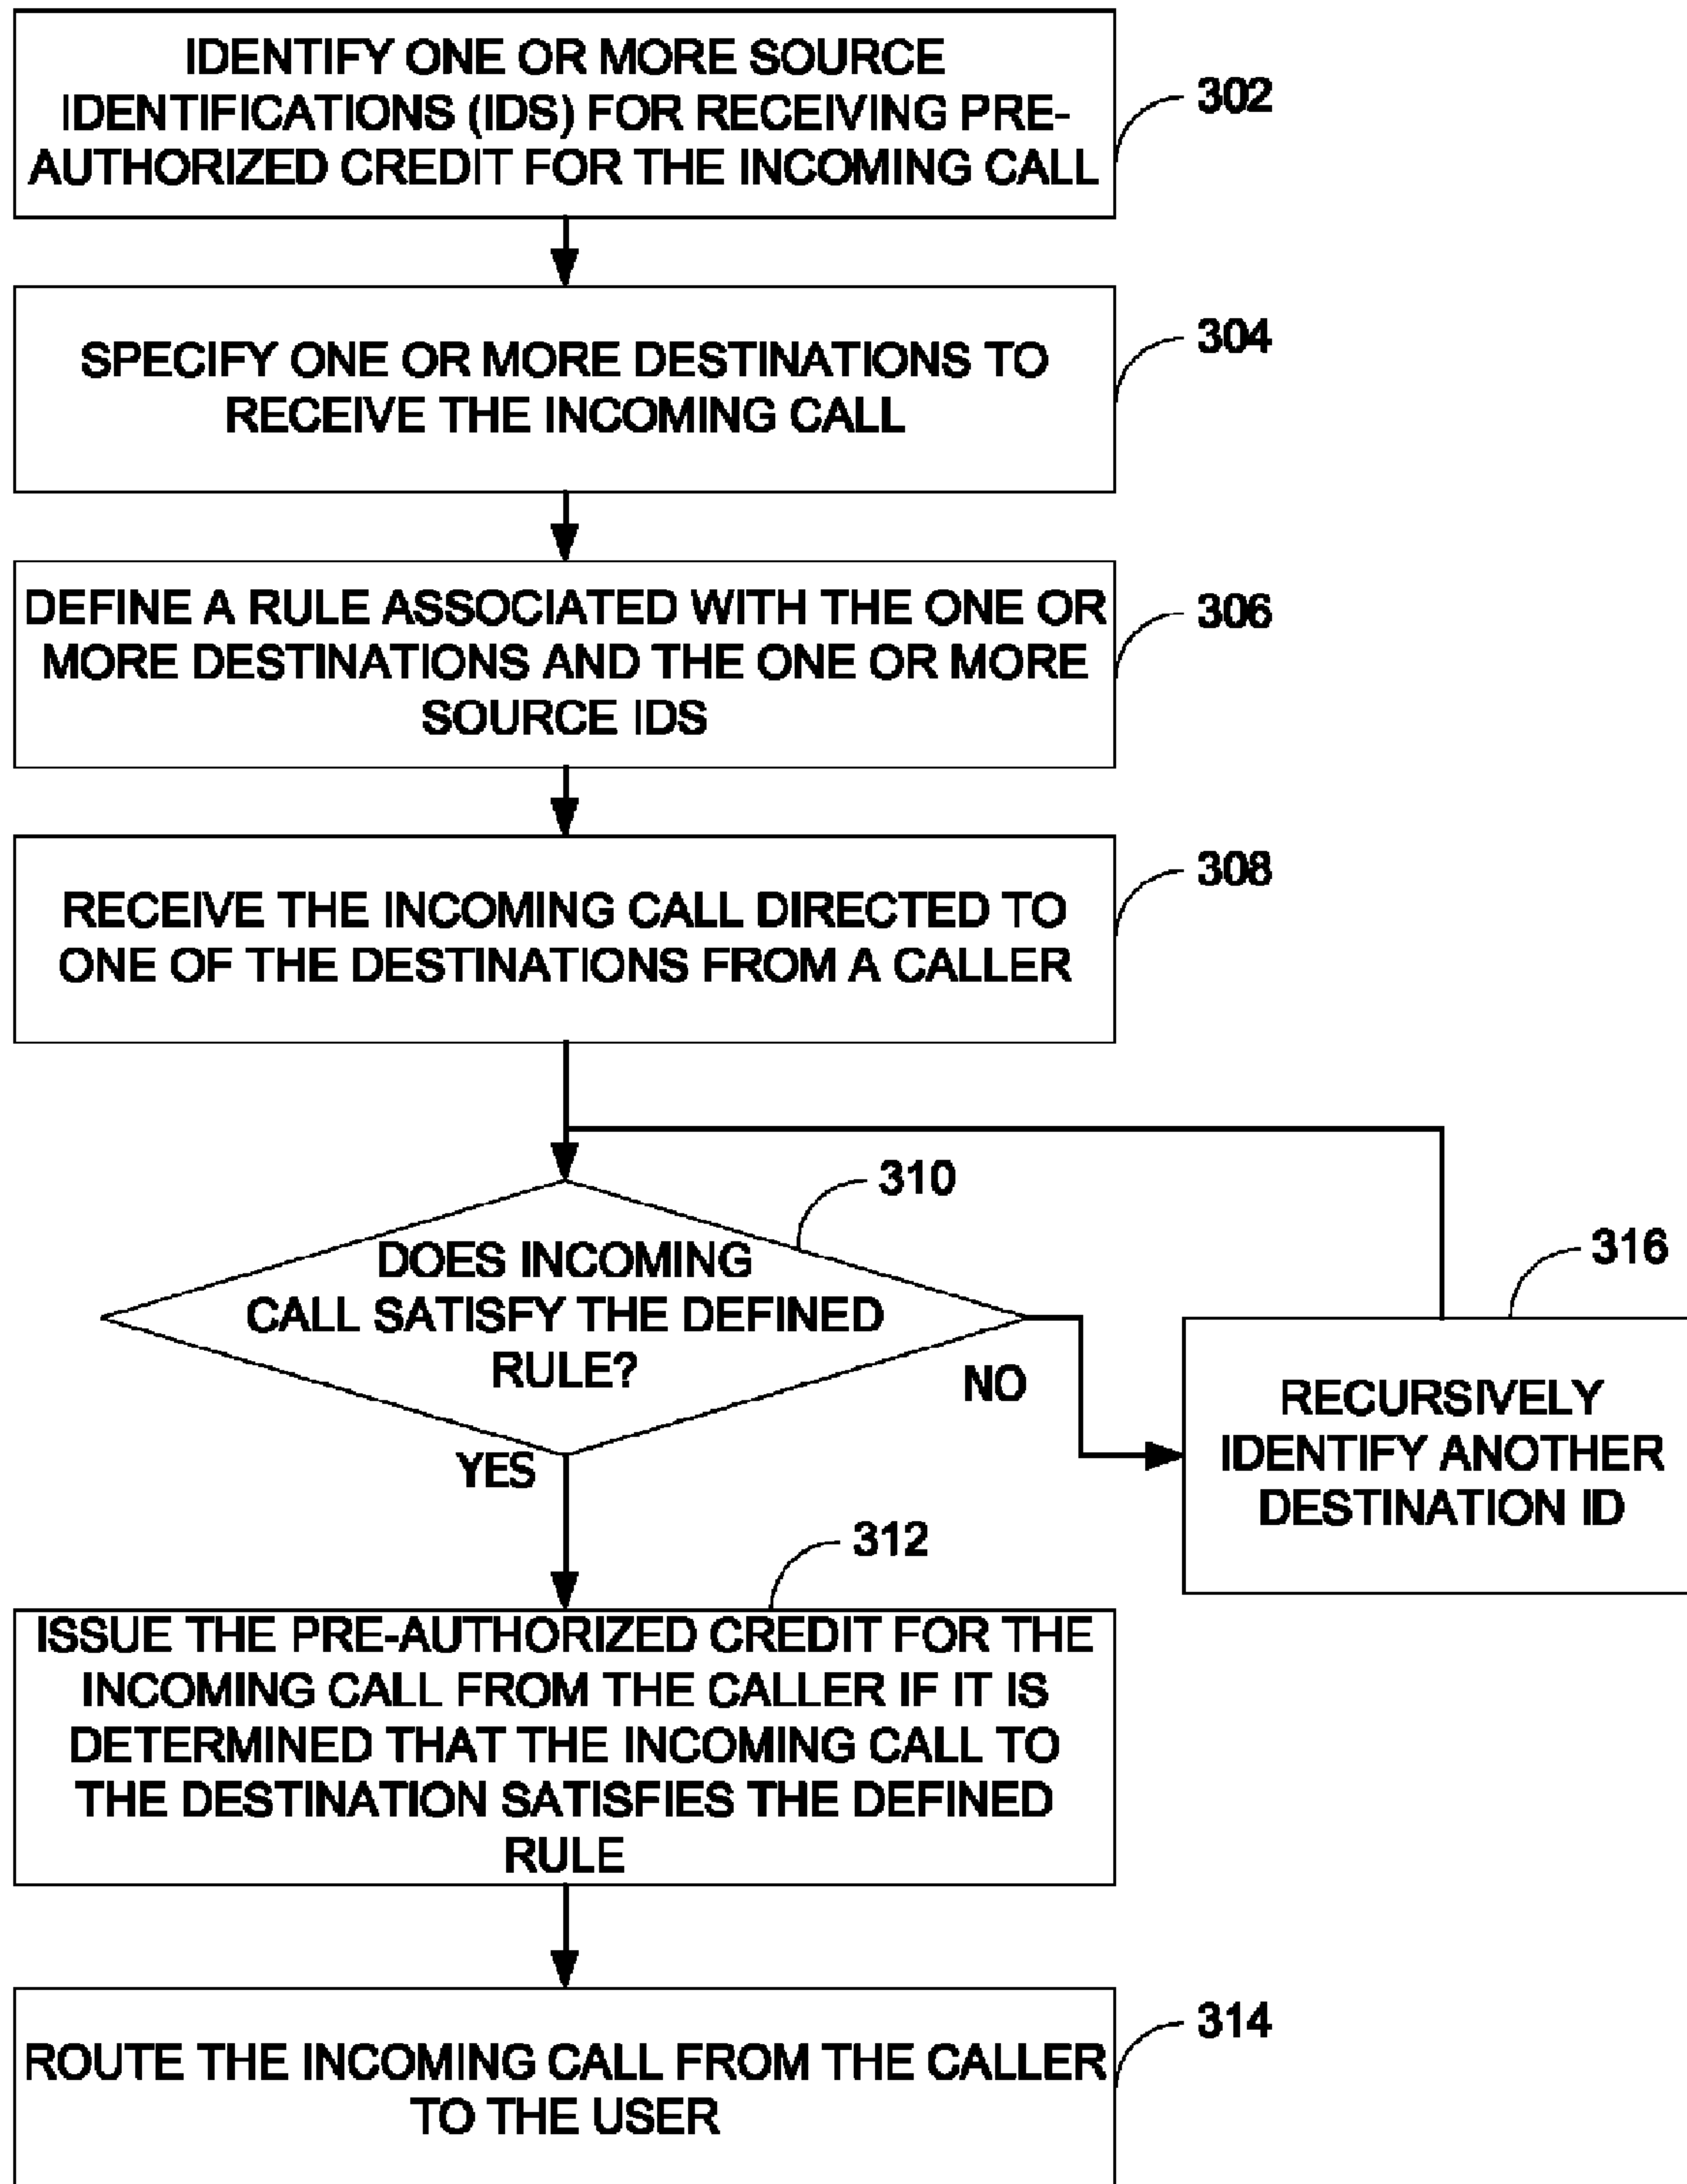 IDENTIFY ONE OR MORE SOURCE
IDENTIFICATIONS (IDS) FOR RECEIVING PRE-
AUTHORIZED CREDIT FOR THE INCOMING CALL
302
SPECIFY ONE OR MORE DESTINATIONS TO
RECEIVE THE INCOMING CALL
304
DEFINE A RULE ASSOCIATED WITH THE ONE OR
MORE DESTINATIONS AND THE ONE OR MORE
SOURCE IDS
306
RECEIVE THE INCOMING CALL DIRECTED TO
ONE OF THE DESTINATIONS FROM A CALLER
308
310
DOES INCOMING
CALL SATISFY THE DEFINED
RULE?
NO
YES
316
RECURSIVELY
IDENTIFY ANOTHER
DESTINATION ID
312
ISSUE THE PRE-AUTHORIZED CREDIT FOR THE
INCOMING CALL FROM THE CALLER IF IT IS
DETERMINED THAT THE INCOMING CALL TO
THE DESTINATION SATISFIES THE DEFINED
RULE
ROUTE THE INCOMING CALL FROM THE CALLER
TO THE USER
314